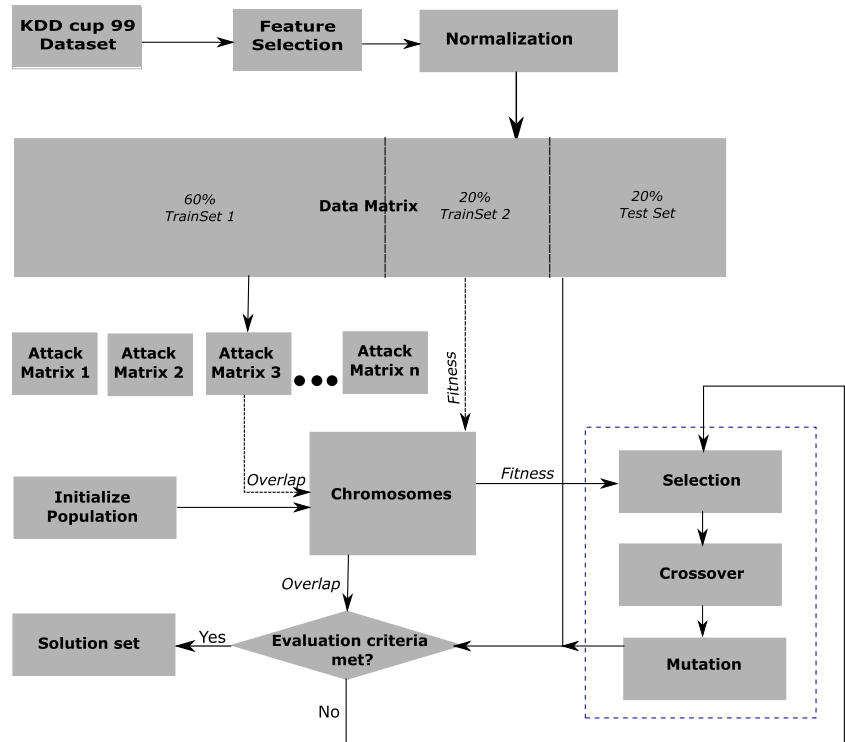 KDD cup 99
Dataset
Feature
Selection
Normalization
60%
TrainSet 1
Data Matrix
20%
TrainSet 2
20%
Test Set
Attack
Matrix 1
Attack
Matrix 2
Attack
Matrix 3
Attack
Matrix n
Fitness
Overlap
Initialize
Population
Chromosomes
Fitness
Selection
Crossover
Mutation
Overlap
Evaluation criteria
met?
Yes
Solution set
No